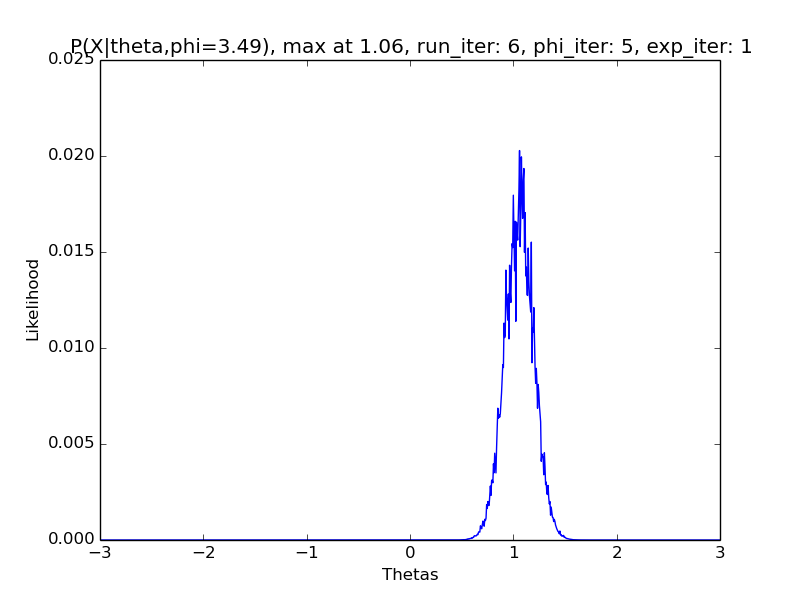 P(X|theta,phi=3.49), max at 1.06, run_iter: 6, phi_iter: 5, exp_iter: 1
0.025
0.020
0.015
0.010
0.005
0.000
Likelihood
−3 −2 −1 0 1 2 3
Thetas